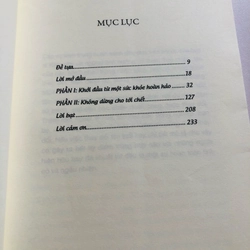 MỤC LỤC
Đề tựa ........ 9
Lời mở đầu ........ 18
PHẦN I: Khởi đầu từ một sức khỏe hoàn hảo ........ 32
PHẦN II: Không dừng cho tới chết ........ 127
Lời bạt ........ 208
Lời cảm ơn ........ 233